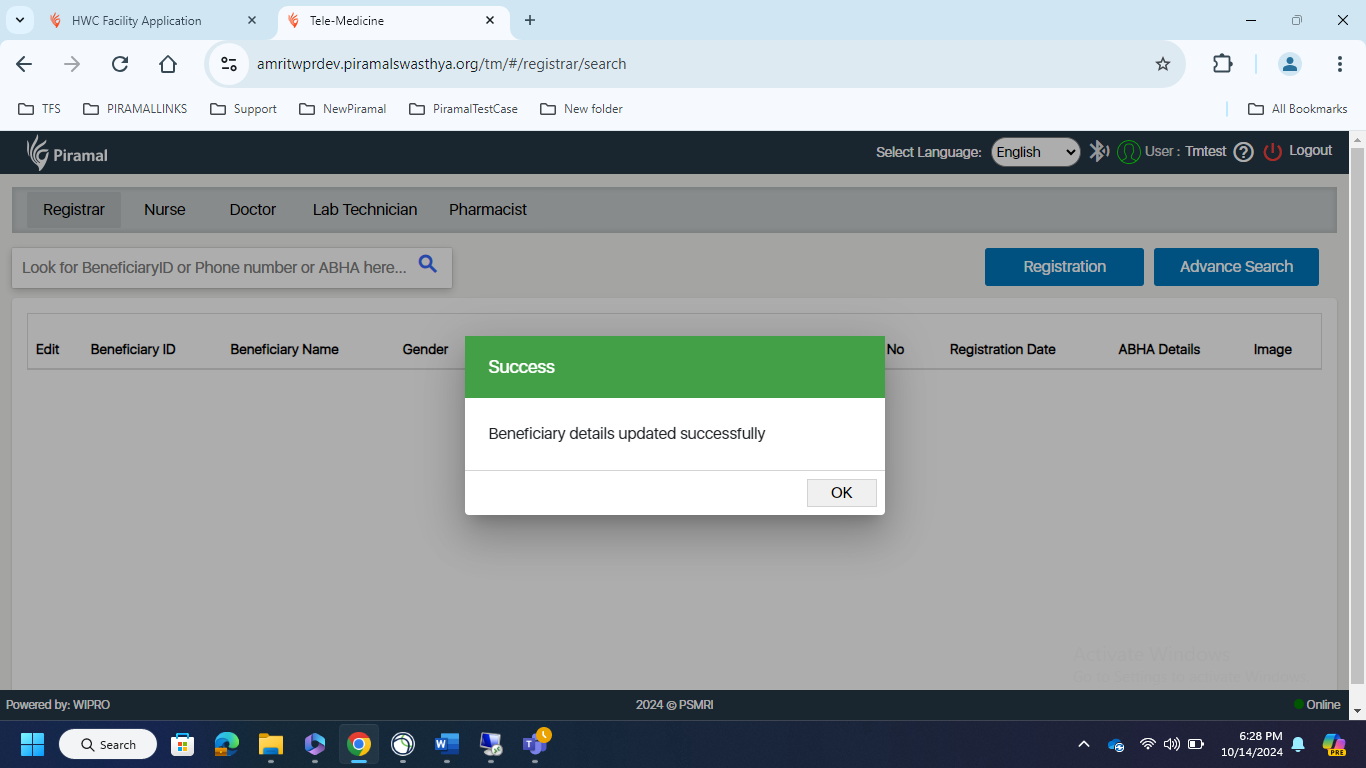 HWC Facility Application
Tele-Medicine
amritwprdev.piramalswasthya.org/tm/#/registrar/search
TFS
PIRAMALLINKS
Support
NewPiramal
PiramalTestCase
New folder
All Bookmarks
Piramal
Select Language:
English
User : Tmtest
Logout
Registrar
Nurse
Doctor
Lab Technician
Pharmacist
Look for BeneficiaryID or Phone number or ABHA here...
Registration
Advance Search
Edit
Beneficiary ID
Beneficiary Name
Gender
No
Registration Date
ABHA Details
Image
Success
Beneficiary details updated successfully
OK
Activate Windows
Powered by: WIPRO
2024 © PSMRI
Online
Search
6:28 PM
10/14/2024